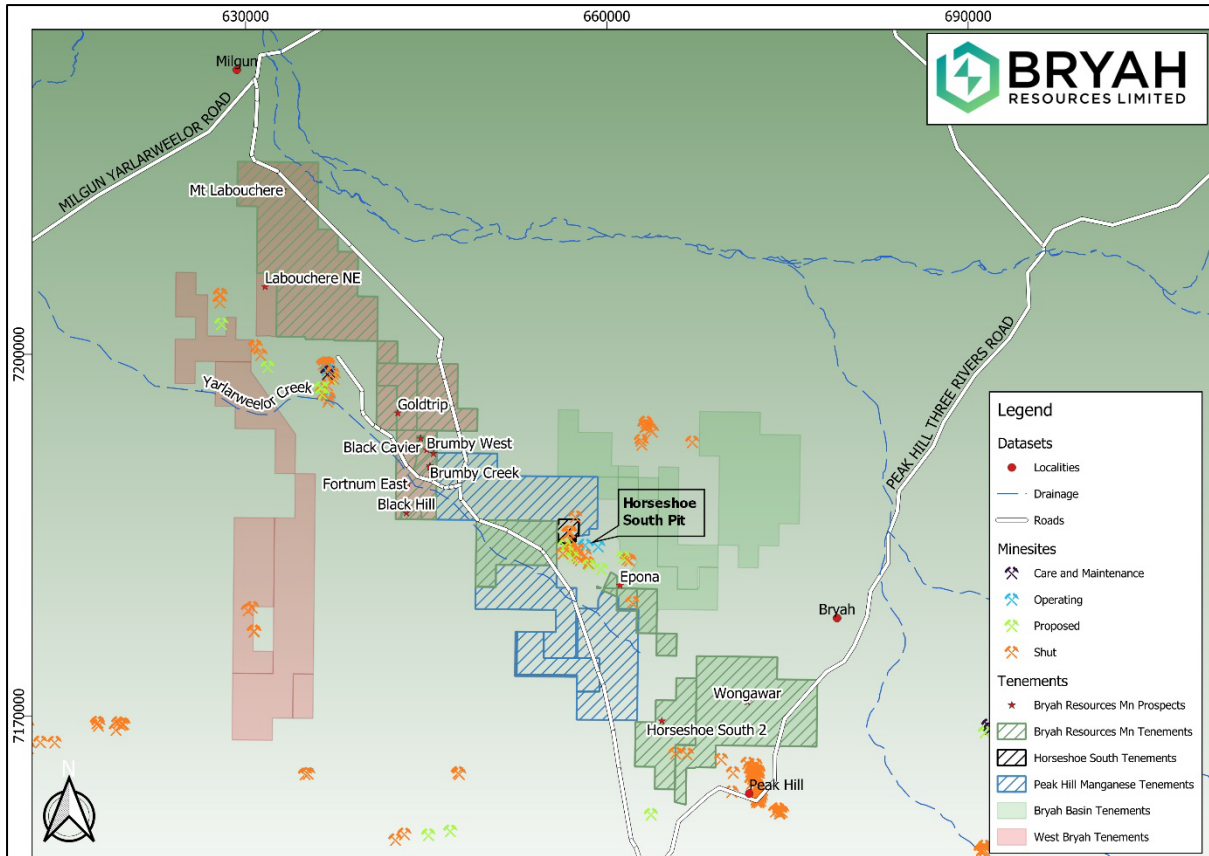 630000
660000
690000
BRYAH
RESOURCES LIMITED
Milgun
MILGUN YARLARWEELOR ROAD
Mt Labouchere
Labouchere NE
7200000
PEAK HILL THREE RIVERS ROAD
Yarlarweelor Creek
Goldtrip
Black Cavier
Brumby West
Brumby Creek
Fortnum East
Black Hill
Horseshoe
South Pit
Epona
Bryah
7170000
Wongawar
Horseshoe South 2
Peak Hill
N
Legend
Datasets
Localities
Drainage
Roads
Minesites
Care and Maintenance
Operating
Proposed
Shut
Tenements
Bryah Resources Mn Prospects
Bryah Resources Mn Tenements
Horseshoe South Tenements
Peak Hill Manganese Tenements
Bryah Basin Tenements
West Bryah Tenements